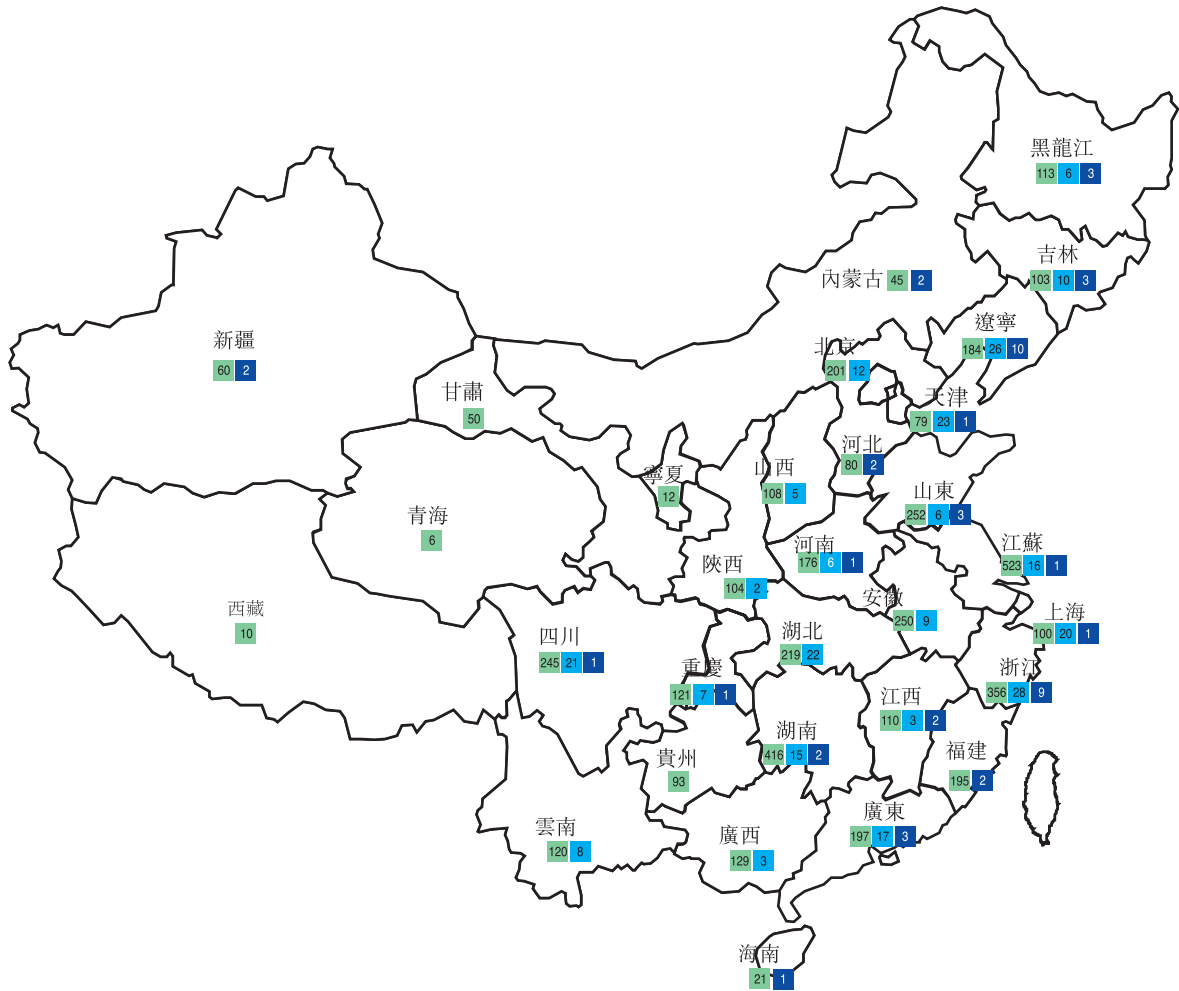 黑龍江
113 6 3
吉林
103 10 3
內蒙古 45 2
遼寧
184 26 10
新疆
60 2
北京
201 12
甘肅
50
天津
79 23 1
河北
80 2
寧夏
12
山西
108 5
山東
252 6 3
青海
6
河南
176 6 1
江蘇
523 16 1
陝西
104 2
安徽
250 9
西藏
10
上海
100 20 1
四川
245 21 1
湖北
219 22
重慶
121 7 1
浙江
356 28 9
江西
110 3 2
湖南
416 15 2
福建
195 2
貴州
93
廣東
197 17 3
雲南
120 8
廣西
129 3
海南
21 1